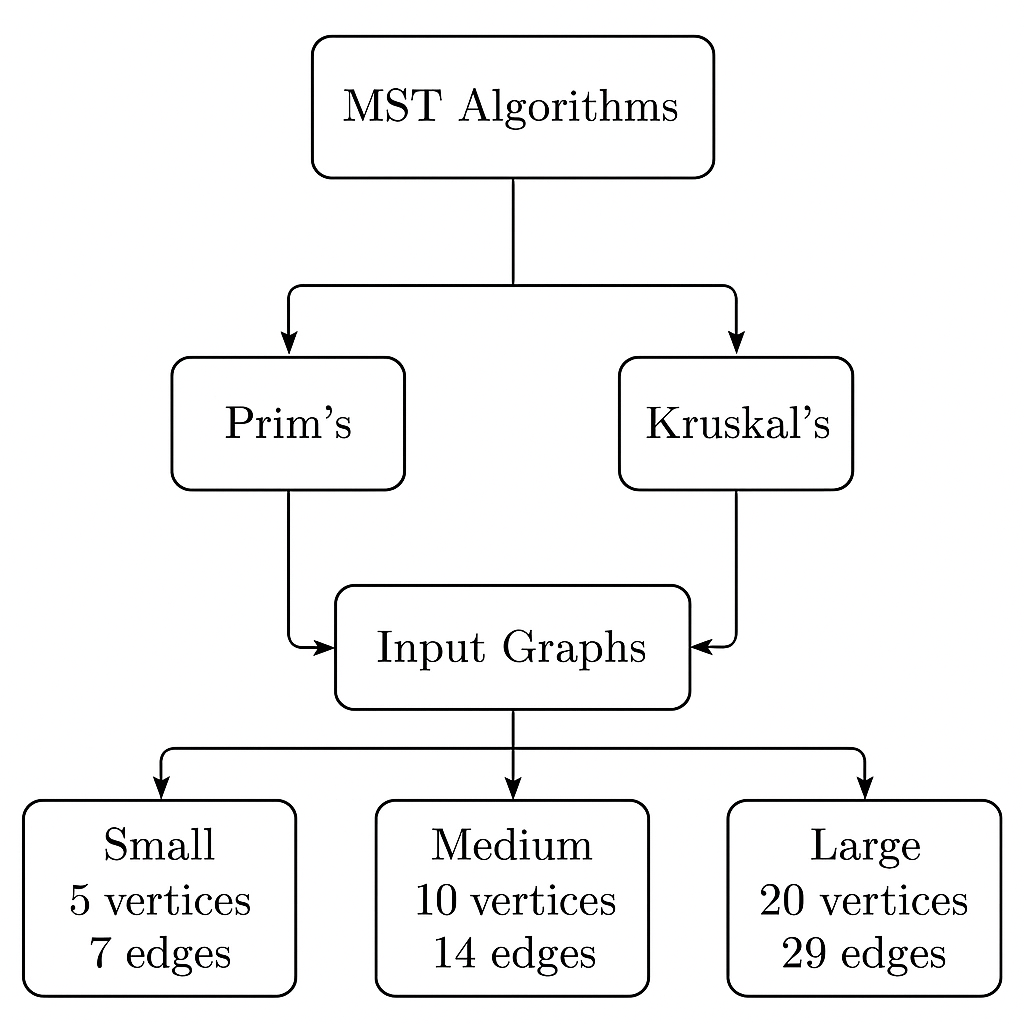 MST Algorithms
Prim's
Kruskal's
Input Graphs
Small
5 vertices
7 edges
Medium
10 vertices
14 edges
Large
20 vertices
29 edges